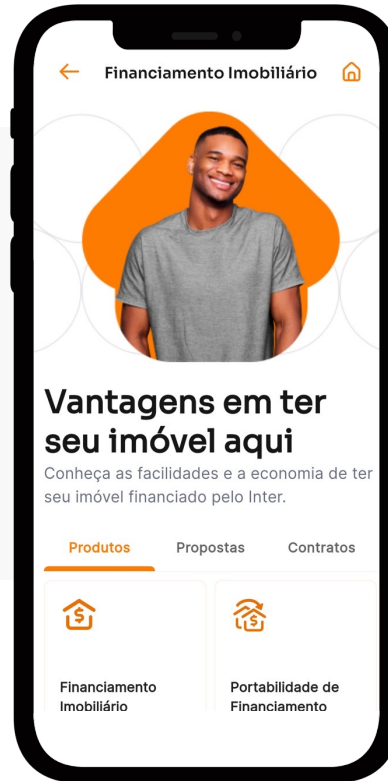 Financiamento Imobiliário
Vantagens em ter
seu imóvel aqui
Conheça as facilidades e a economia de ter
seu imóvel financiado pelo Inter.
Produtos Propostas Contratos
Financiamento
Imobiliário
Portabilidade de
Financiamento